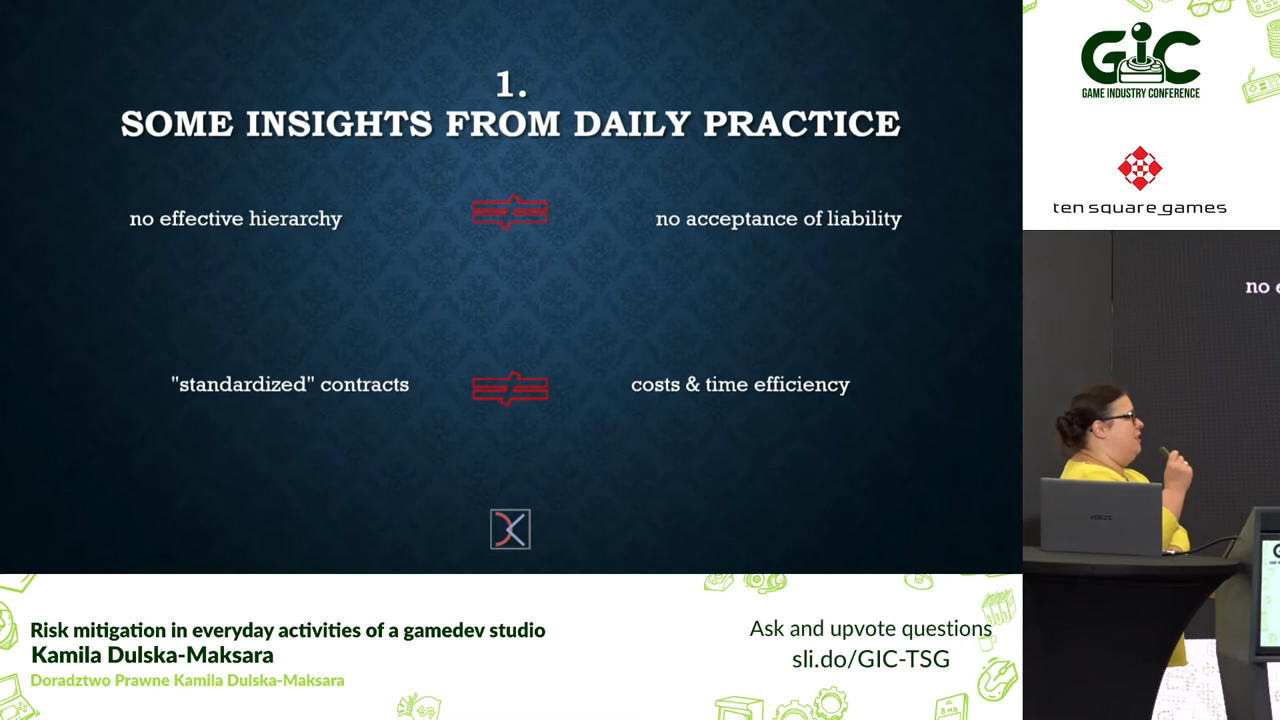 1.
SOME INSIGHTS FROM DAILY PRACTICE
no effective hierarchy
no acceptance of liability
"standardized" contracts
costs & time efficiency
GIC
GAME INDUSTRY CONFERENCE
ten square_games
no e
ASUS
Risk mitigation in everyday activities of a gamedev studio
Kamila Dulska-Maksara
Doradztwo Prawne Kamila Dulska-Maksara
Ask and upvote questions
sli.do/GIC-TSG